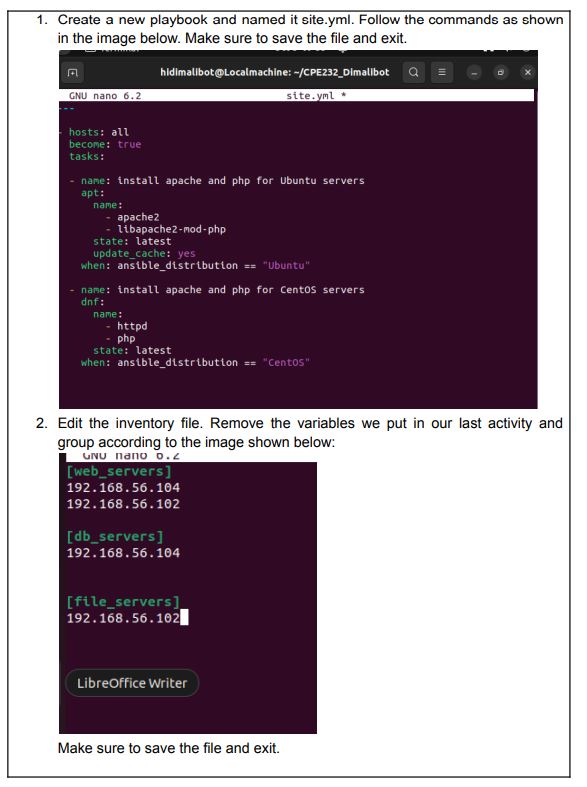 1. Create a new playbook and named it site.yml. Follow the commands as shown
in the image below. Make sure to save the file and exit.
hidimalibot@Localmachine: ~/CPE232_Dimalibot
GNU nano 6.2 site.yml *
---
- hosts: all
become: true
tasks:
- name: install apache and php for Ubuntu servers
apt:
name:
- apache2
- libapache2-mod-php
state: latest
update_cache: yes
when: ansible_distribution == "Ubuntu"
- name: install apache and php for CentOS servers
dnf:
name:
- httpd
- php
state: latest
when: ansible_distribution == "CentOS"
2. Edit the inventory file. Remove the variables we put in our last activity and
group according to the image shown below:
GNU nano 6.2
[web_servers]
192.168.56.104
192.168.56.102
[db_servers]
192.168.56.104
[file_servers]
192.168.56.102
LibreOffice Writer
Make sure to save the file and exit.